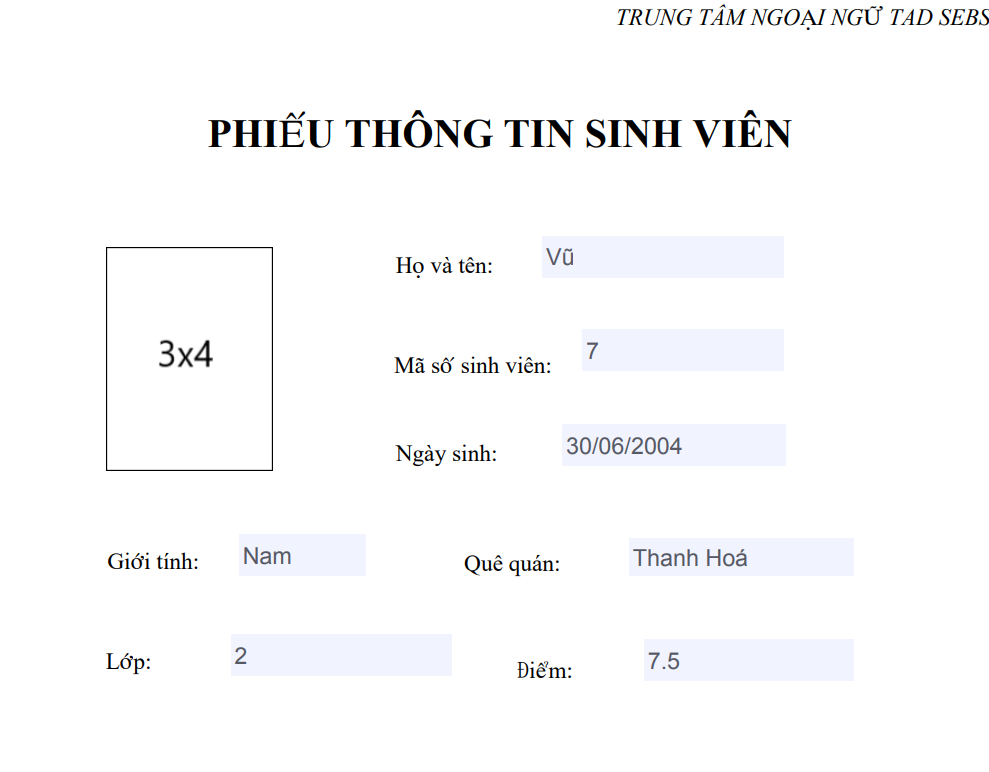 TRUNG TÂM NGOẠI NGỮ TAD SEBS
PHIẾU THÔNG TIN SINH VIÊN
3x4
Họ và tên: Vũ
Mã số sinh viên: 7
Ngày sinh: 30/06/2004
Giới tính: Nam Quê quán: Thanh Hoá
Lớp: 2 Điểm: 7.5